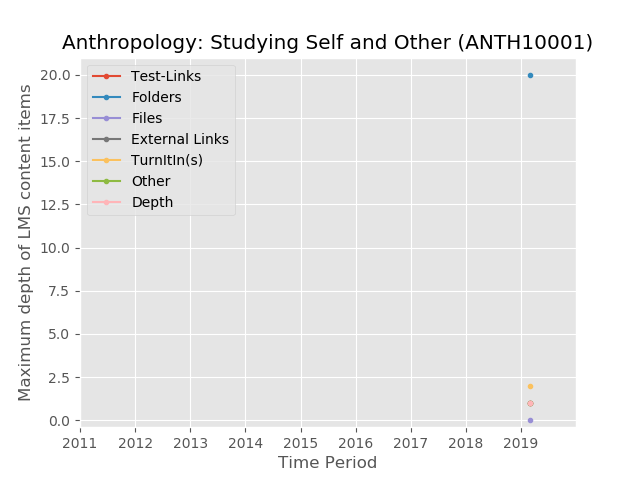 Anthropology: Studying Self and Other (ANTH10001)
Test-Links
Folders
Files
External Links
TurnItIn(s)
Other
Depth
Maximum depth of LMS content items
20.0
17.5
15.0
12.5
10.0
7.5
5.0
2.5
0.0
2011 2012 2013 2014 2015 2016 2017 2018 2019
Time Period